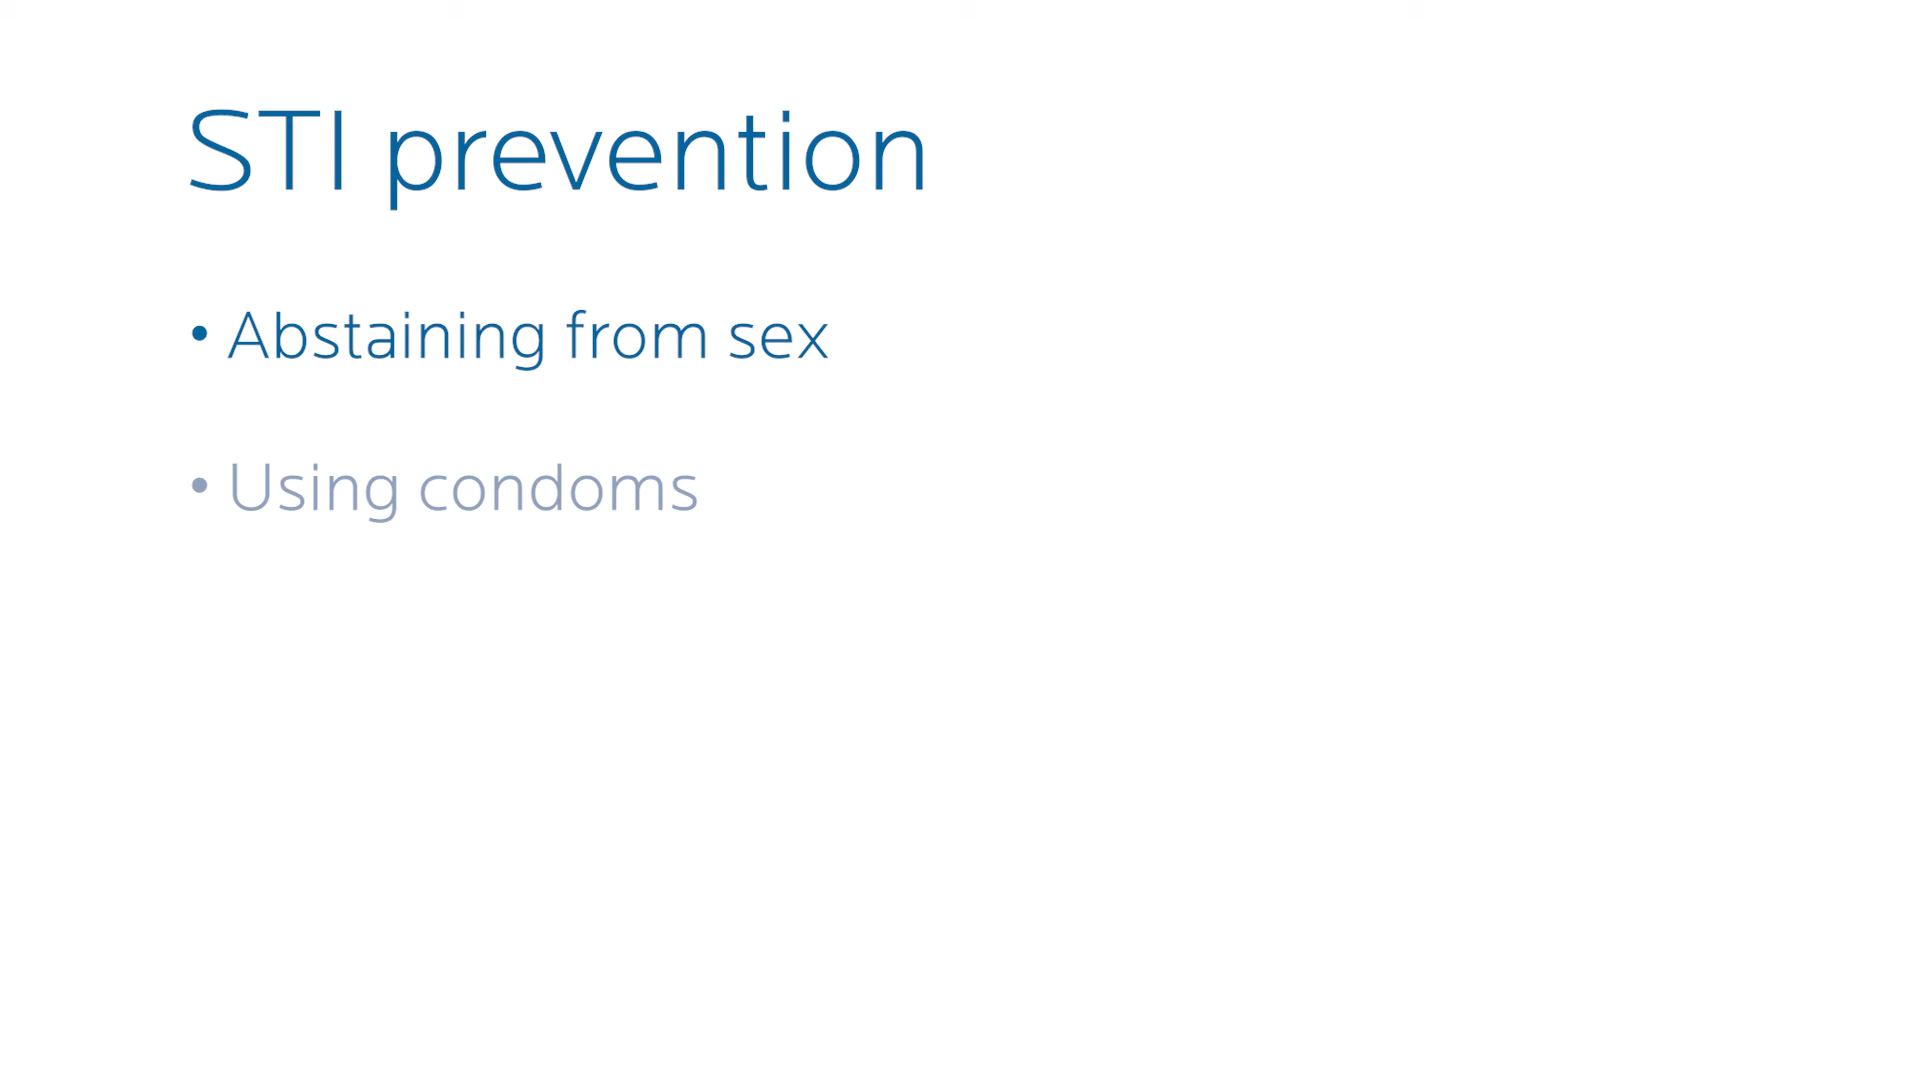 STI prevention
• Abstaining from sex
• Using condoms